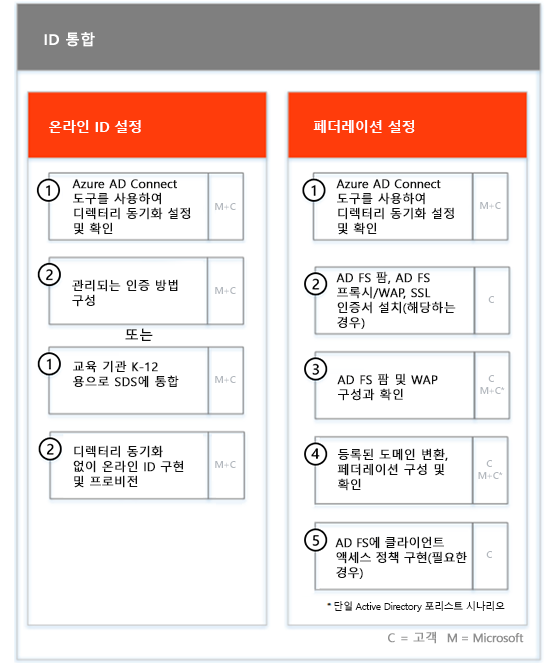 ID 통합
온라인 ID 설정
1
Azure AD Connect
도구를 사용하여
디렉터리 동기화 설정
및 확인
M+C
2
관리되는 인증 방법
구성
M+C
또는
1
교육 기관 K-12
용으로 SDS에 통합
M+C
2
디렉터리 동기화
없이 온라인 ID 구현
및 프로비전
M+C
페더레이션 설정
1
Azure AD Connect
도구를 사용하여
디렉터리 동기화 설정
및 확인
M+C
2
AD FS 팜, AD FS
프록시/WAP, SSL
인증서 설치(해당하는
경우)
C
3
AD FS 팜 및 WAP
구성과 확인
C
M+C*
4
등록된 도메인 변환,
페더레이션 구성 및
확인
C
M+C*
5
AD FS에 클라이언트
액세스 정책 구현(필요한
경우)
C
* 단일 Active Directory 포리스트 시나리오
C = 고객 M = Microsoft